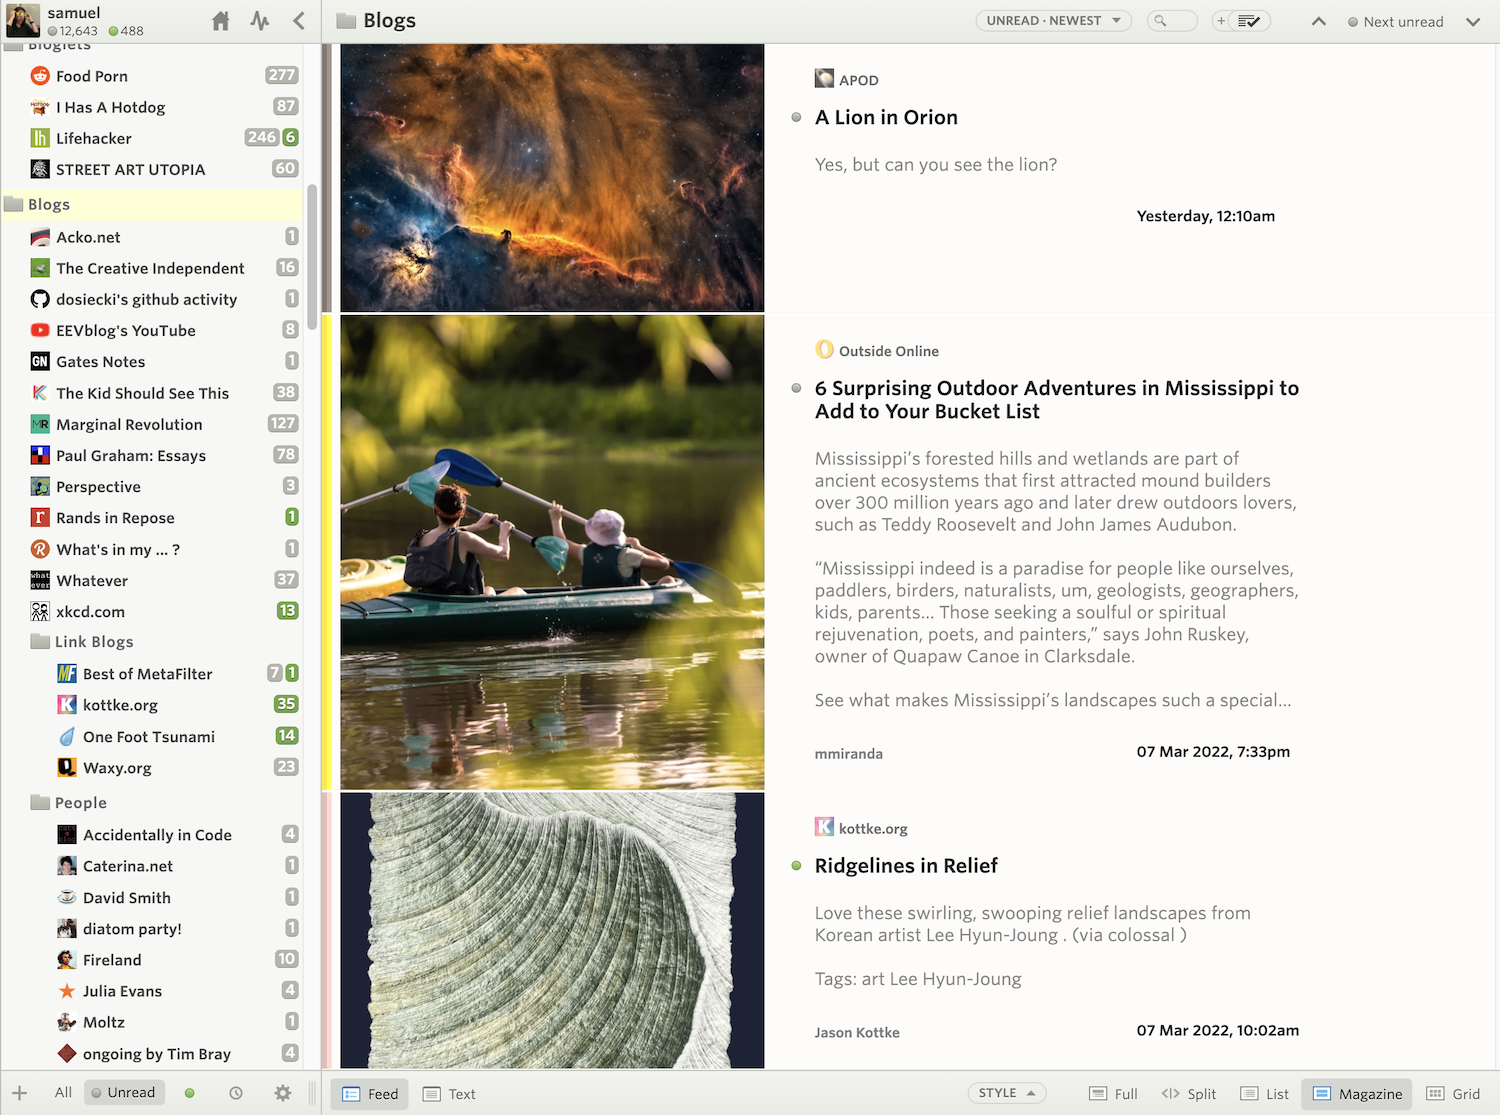 samuel
12,643 488
Bloglets
Food Porn 277
I Has A Hotdog 87
Lifehacker 246 6
STREET ART UTOPIA 60
Blogs
Acko.net 1
The Creative Independent 16
dosiecki's github activity 1
EEVblog's YouTube 8
GN Gates Notes 1
The Kid Should See This 38
MR Marginal Revolution 127
Paul Graham: Essays 78
Perspective 3
r Rands in Repose 1
R What's in my ... ? 1
what ever Whatever 37
xkcd.com 13
Link Blogs
MF Best of MetaFilter 7 1
K kottke.org 35
One Foot Tsunami 14
Waxy.org 23
People
Accidentally in Code 4
Caterina.net 1
David Smith 1
diatom party! 1
Fireland 10
Julia Evans 4
Moltz 1
ongoing by Tim Bray 4
+ All Unread
Blogs
UNREAD · NEWEST
+
Next unread
APOD
A Lion in Orion
Yes, but can you see the lion?
Yesterday, 12:10am
Outside Online
6 Surprising Outdoor Adventures in Mississippi to
Add to Your Bucket List
Mississippi’s forested hills and wetlands are part of
ancient ecosystems that first attracted mound builders
over 300 million years ago and later drew outdoors lovers,
such as Teddy Roosevelt and John James Audubon.
“Mississippi indeed is a paradise for people like ourselves,
paddlers, birders, naturalists, um, geologists, geographers,
kids, parents... Those seeking a soulful or spiritual
rejuvenation, poets, and painters,” says John Ruskey,
owner of Quapaw Canoe in Clarksdale.
See what makes Mississippi’s landscapes such a special...
mmiranda
07 Mar 2022, 7:33pm
K kottke.org
Ridgelines in Relief
Love these swirling, swooping relief landscapes from
Korean artist Lee Hyun-Joung . (via colossal )
Tags: art Lee Hyun-Joung
Jason Kottke
07 Mar 2022, 10:02am
Feed Text
STYLE
Full </> Split List Magazine Grid